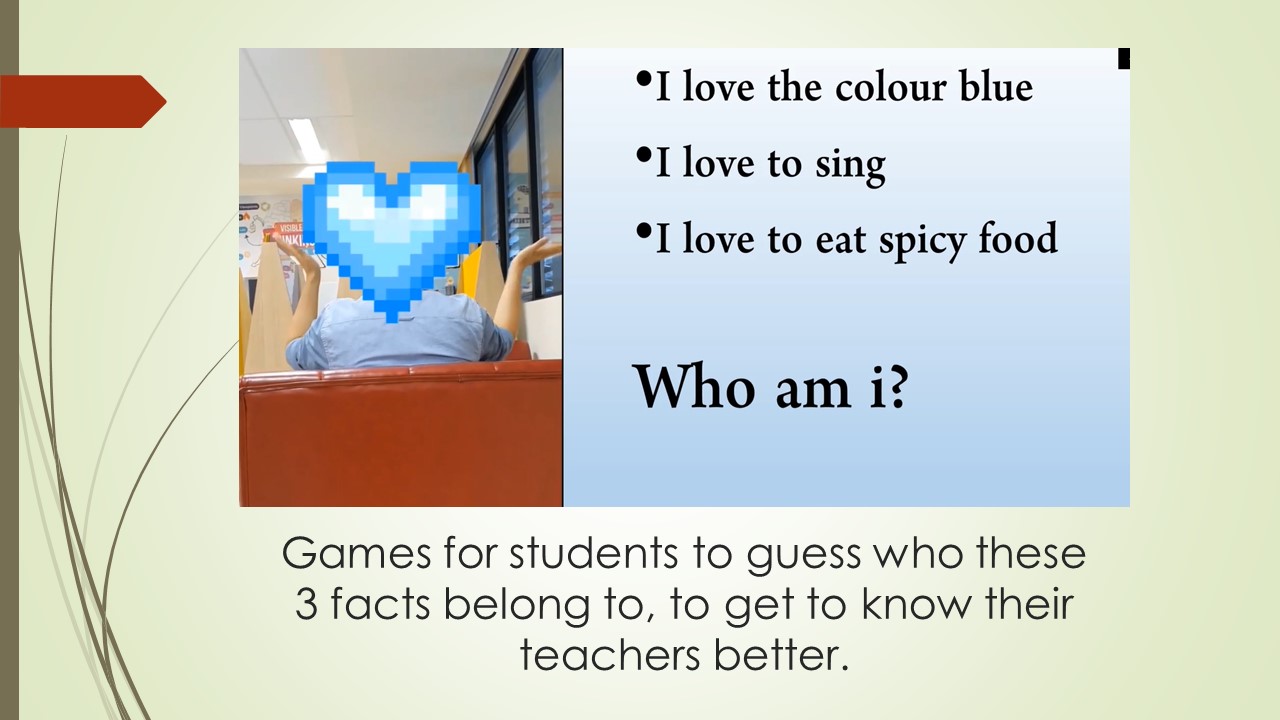 VISIBLE
•I love the colour blue
•I love to sing
•I love to eat spicy food
Who am i?
Games for students to guess who these
3 facts belong to, to get to know their
teachers better.